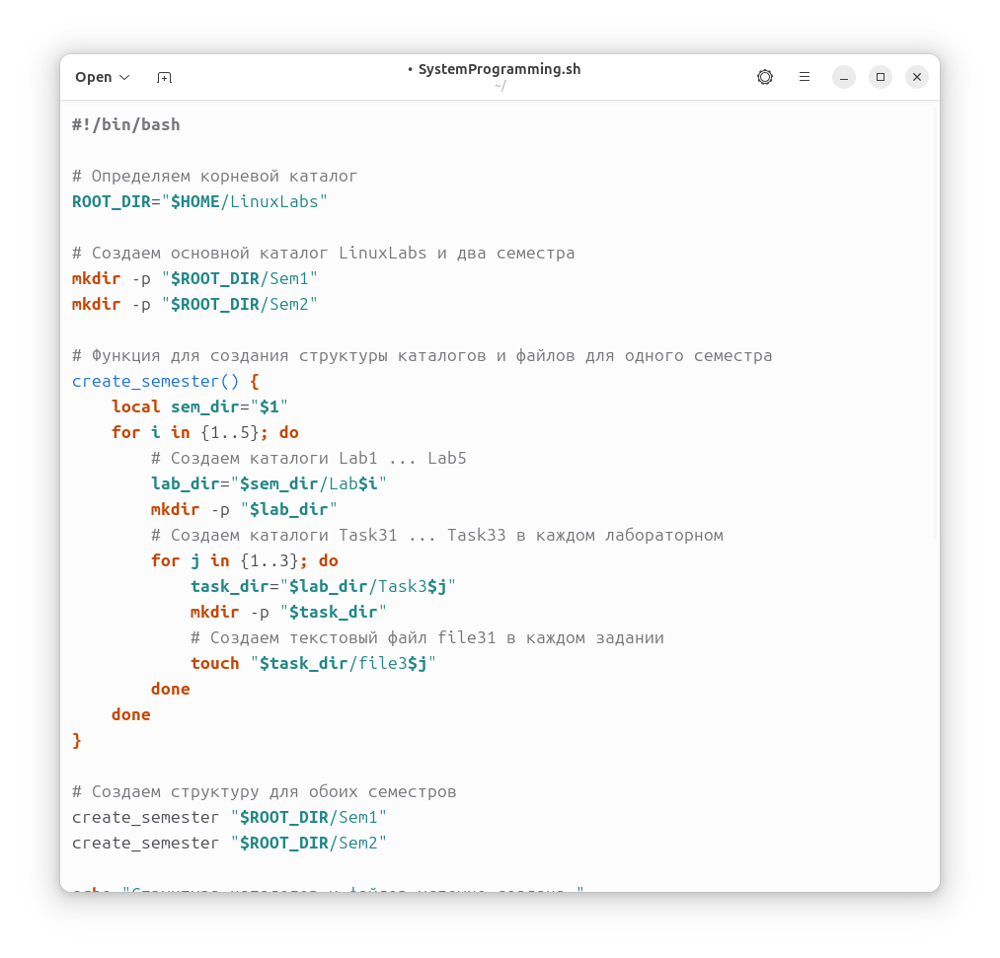 Open
• SystemProgramming.sh
~/
#!/bin/bash
# Определяем корневой каталог
ROOT_DIR="$HOME/LinuxLabs"
# Создаем основной каталог LinuxLabs и два семестра
mkdir -p "$ROOT_DIR/Sem1"
mkdir -p "$ROOT_DIR/Sem2"
# Функция для создания структуры каталогов и файлов для одного семестра
create_semester() {
    local sem_dir="$1"
    for i in {1..5}; do
        # Создаем каталоги Lab1 ... Lab5
        lab_dir="$sem_dir/Lab$i"
        mkdir -p "$lab_dir"
        # Создаем каталоги Task31 ... Task33 в каждом лабораторном
        for j in {1..3}; do
            task_dir="$lab_dir/Task3$j"
            mkdir -p "$task_dir"
            # Создаем текстовый файл file31 в каждом задании
            touch "$task_dir/file3$j"
        done
    done
}
# Создаем структуру для обоих семестров
create_semester "$ROOT_DIR/Sem1"
create_semester "$ROOT_DIR/Sem2"
echo "Структура каталогов и файлов